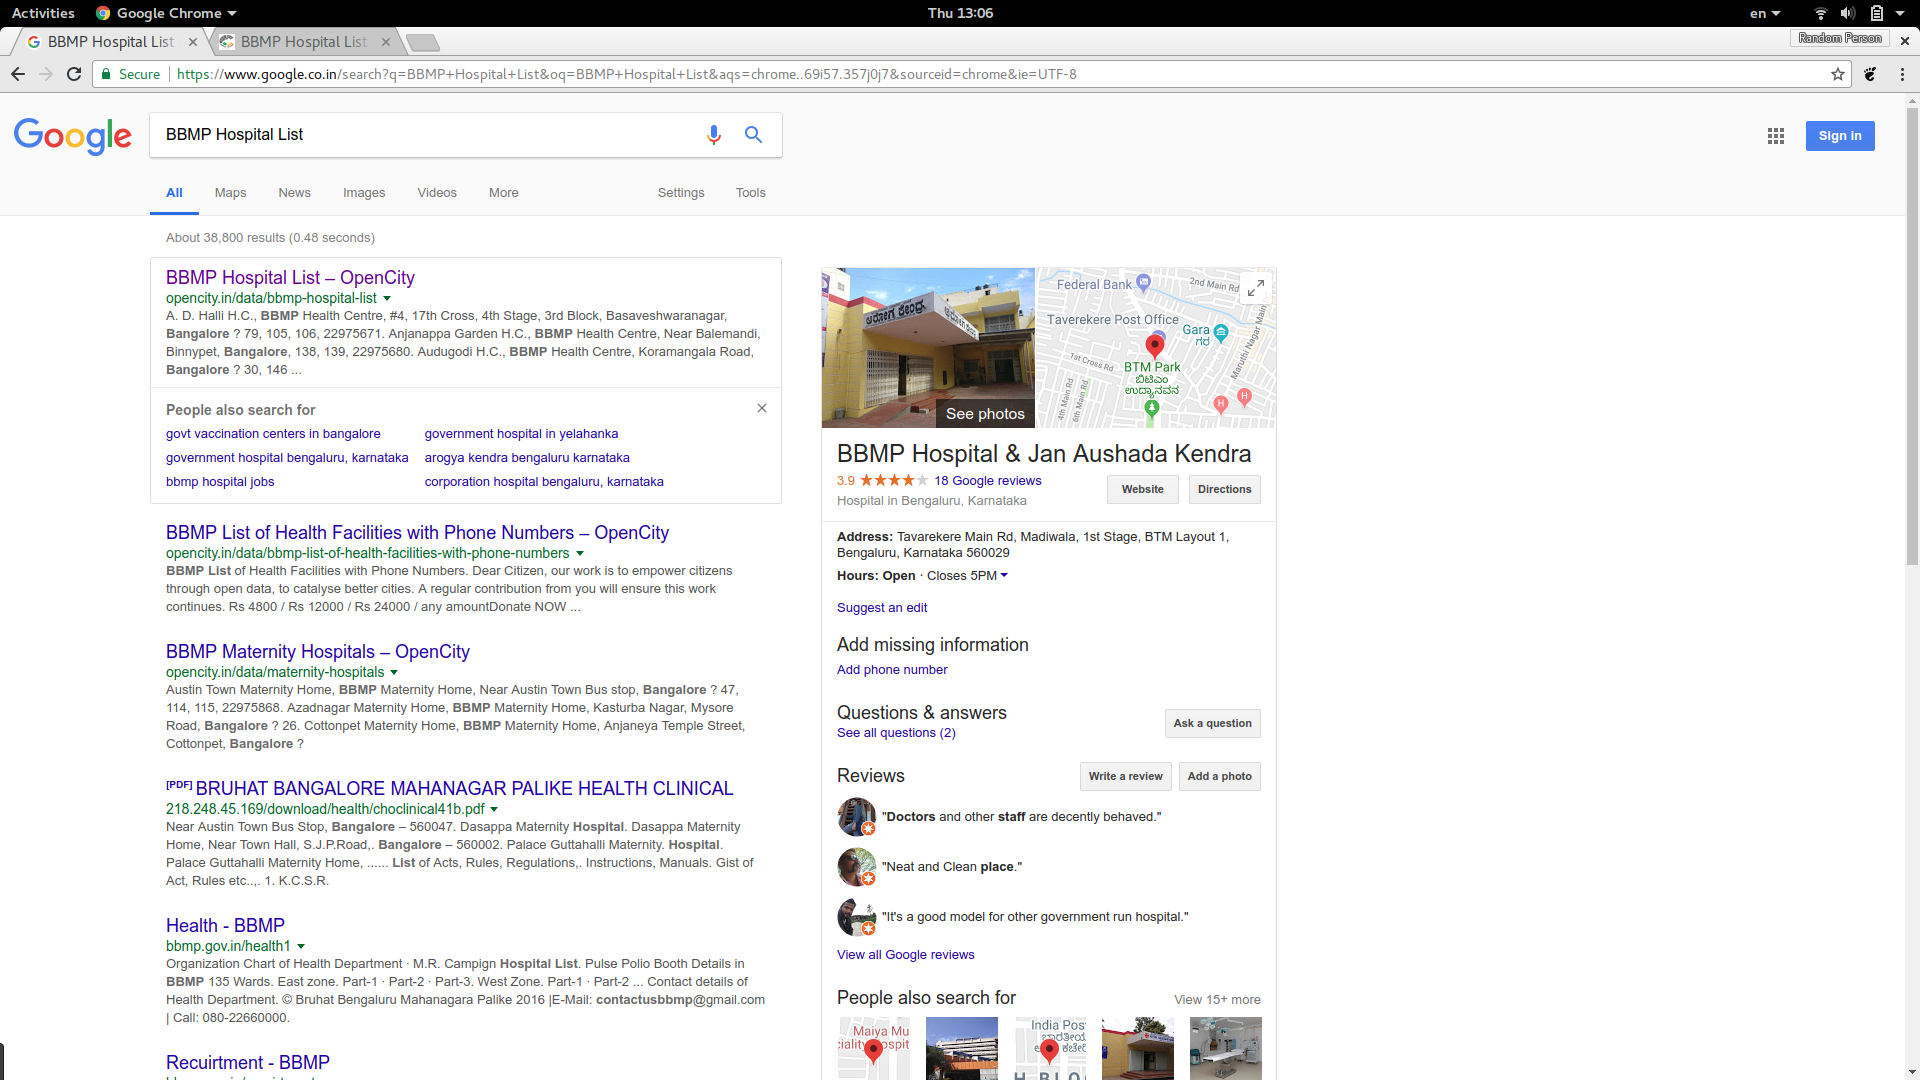 Activities
Google Chrome
Thu 13:06
en
BBMP Hospital List
BBMP Hospital List
Random Person
Secure
https://www.google.co.in/search?q=BBMP+Hospital+List&oq=BBMP+Hospital+List&aqs=chrome..69i57.357j0j7&sourceid=chrome&ie=UTF-8
Google
BBMP Hospital List
Sign in
All Maps News Images Videos More Settings Tools
About 38,800 results (0.48 seconds)
BBMP Hospital List – OpenCity
opencity.in/data/bbmp-hospital-list
A. D. Halli H.C., BBMP Health Centre, #4, 17th Cross, 4th Stage, 3rd Block, Basaveshwaranagar,
Bangalore ? 79, 105, 106, 22975671. Anjanappa Garden H.C., BBMP Health Centre, Near Balemandi,
Binnypet, Bangalore, 138, 139, 22975680. Audugodi H.C., BBMP Health Centre, Koramangala Road,
Bangalore ? 30, 146 ...
People also search for
govt vaccination centers in bangalore
government hospital in yelahanka
government hospital bengaluru, karnataka
arogya kendra bengaluru karnataka
bbmp hospital jobs
corporation hospital bengaluru, karnataka
BBMP List of Health Facilities with Phone Numbers – OpenCity
opencity.in/data/bbmp-list-of-health-facilities-with-phone-numbers
BBMP List of Health Facilities with Phone Numbers. Dear Citizen, our work is to empower citizens
through open data, to catalyse better cities. A regular contribution from you will ensure this work
continues. Rs 4800 / Rs 12000 / Rs 24000 / any amountDonate NOW ...
BBMP Maternity Hospitals – OpenCity
opencity.in/data/maternity-hospitals
Austin Town Maternity Home, BBMP Maternity Home, Near Austin Town Bus stop, Bangalore ? 47,
114, 115, 22975868. Azadnagar Maternity Home, BBMP Maternity Home, Kasturba Nagar, Mysore
Road, Bangalore ? 26. Cottonpet Maternity Home, BBMP Maternity Home, Anjaneya Temple Street,
Cottonpet, Bangalore ?
[PDF] BRUHAT BANGALORE MAHANAGAR PALIKE HEALTH CLINICAL
218.248.45.169/download/health/choclinical41b.pdf
Near Austin Town Bus Stop, Bangalore – 560047. Dasappa Maternity Hospital. Dasappa Maternity
Home, Near Town Hall, S.J.P.Road,. Bangalore – 560002. Palace Guttahalli Maternity. Hospital.
Palace Guttahalli Maternity Home, ...... List of Acts, Rules, Regulations,. Instructions, Manuals. Gist of
Act, Rules etc..,. 1. K.C.S.R.
Health - BBMP
bbmp.gov.in/health1
Organization Chart of Health Department · M.R. Campign Hospital List. Pulse Polio Booth Details in
BBMP 135 Wards. East zone. Part-1 · Part-2 · Part-3. West Zone. Part-1 · Part-2 ... Contact details of
Health Department. © Bruhat Bengaluru Mahanagara Palike 2016 |E-Mail: contactusbbmp@gmail.com
| Call: 080-22660000.
Recuirtment - BBMP
ಆರೋಗ್ಯ ಕೇಂದ್ರ
See photos
Federal Bank
2nd Main Rd
Taverekere Post Office
Gara
ಗರ
Maruthi Nagar Main
1st Cross Rd
BTM Park
ಬಿಟಿಎಂ
ಉದ್ಯಾನವನ
4th Main Rd
6th Main Rd
H
H
BBMP Hospital & Jan Aushada Kendra
3.9 18 Google reviews
Hospital in Bengaluru, Karnataka
Website
Directions
Address: Tavarekere Main Rd, Madiwala, 1st Stage, BTM Layout 1,
Bengaluru, Karnataka 560029
Hours: Open · Closes 5PM
Suggest an edit
Add missing information
Add phone number
Questions & answers
See all questions (2)
Ask a question
Reviews
Write a review
Add a photo
"Doctors and other staff are decently behaved."
"Neat and Clean place."
"It's a good model for other government run hospital."
View all Google reviews
People also search for
View 15+ more
Maiya Mu
ciality Hospit
India Pos
ಭಾರತೀಯ
H BLO